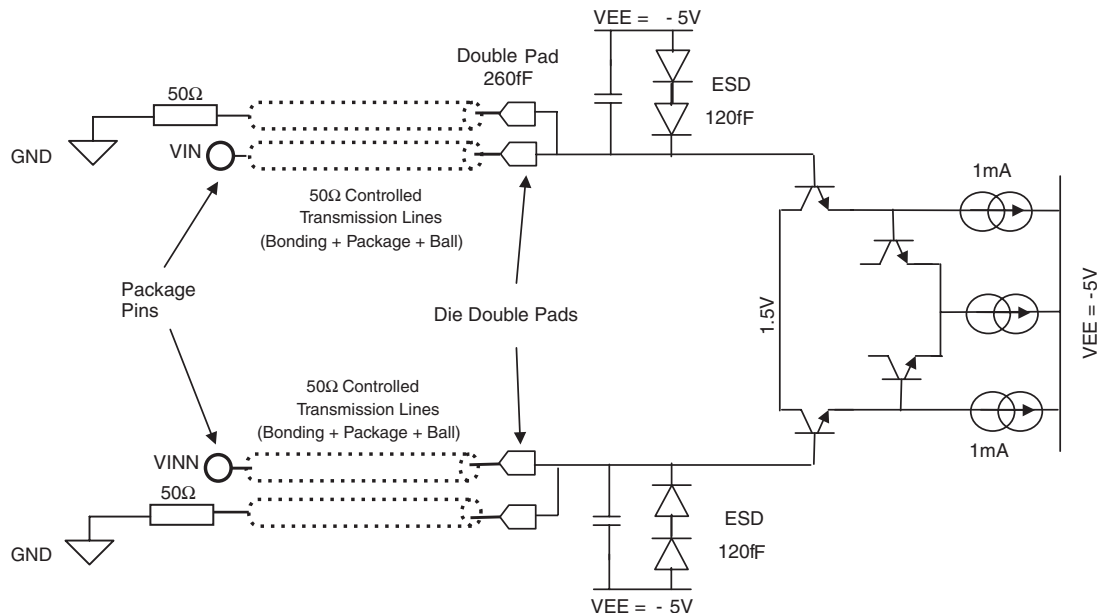 VEE = - 5V
Double Pad
260fF
ESD
120fF
50Ω
GND
VIN
50Ω Controlled
Transmission Lines
(Bonding + Package + Ball)
1mA
Package
Pins
Die Double Pads
1.5V
VEE = -5V
50Ω Controlled
Transmission Lines
(Bonding + Package + Ball)
1mA
VINN
50Ω
GND
ESD
120fF
VEE = - 5V